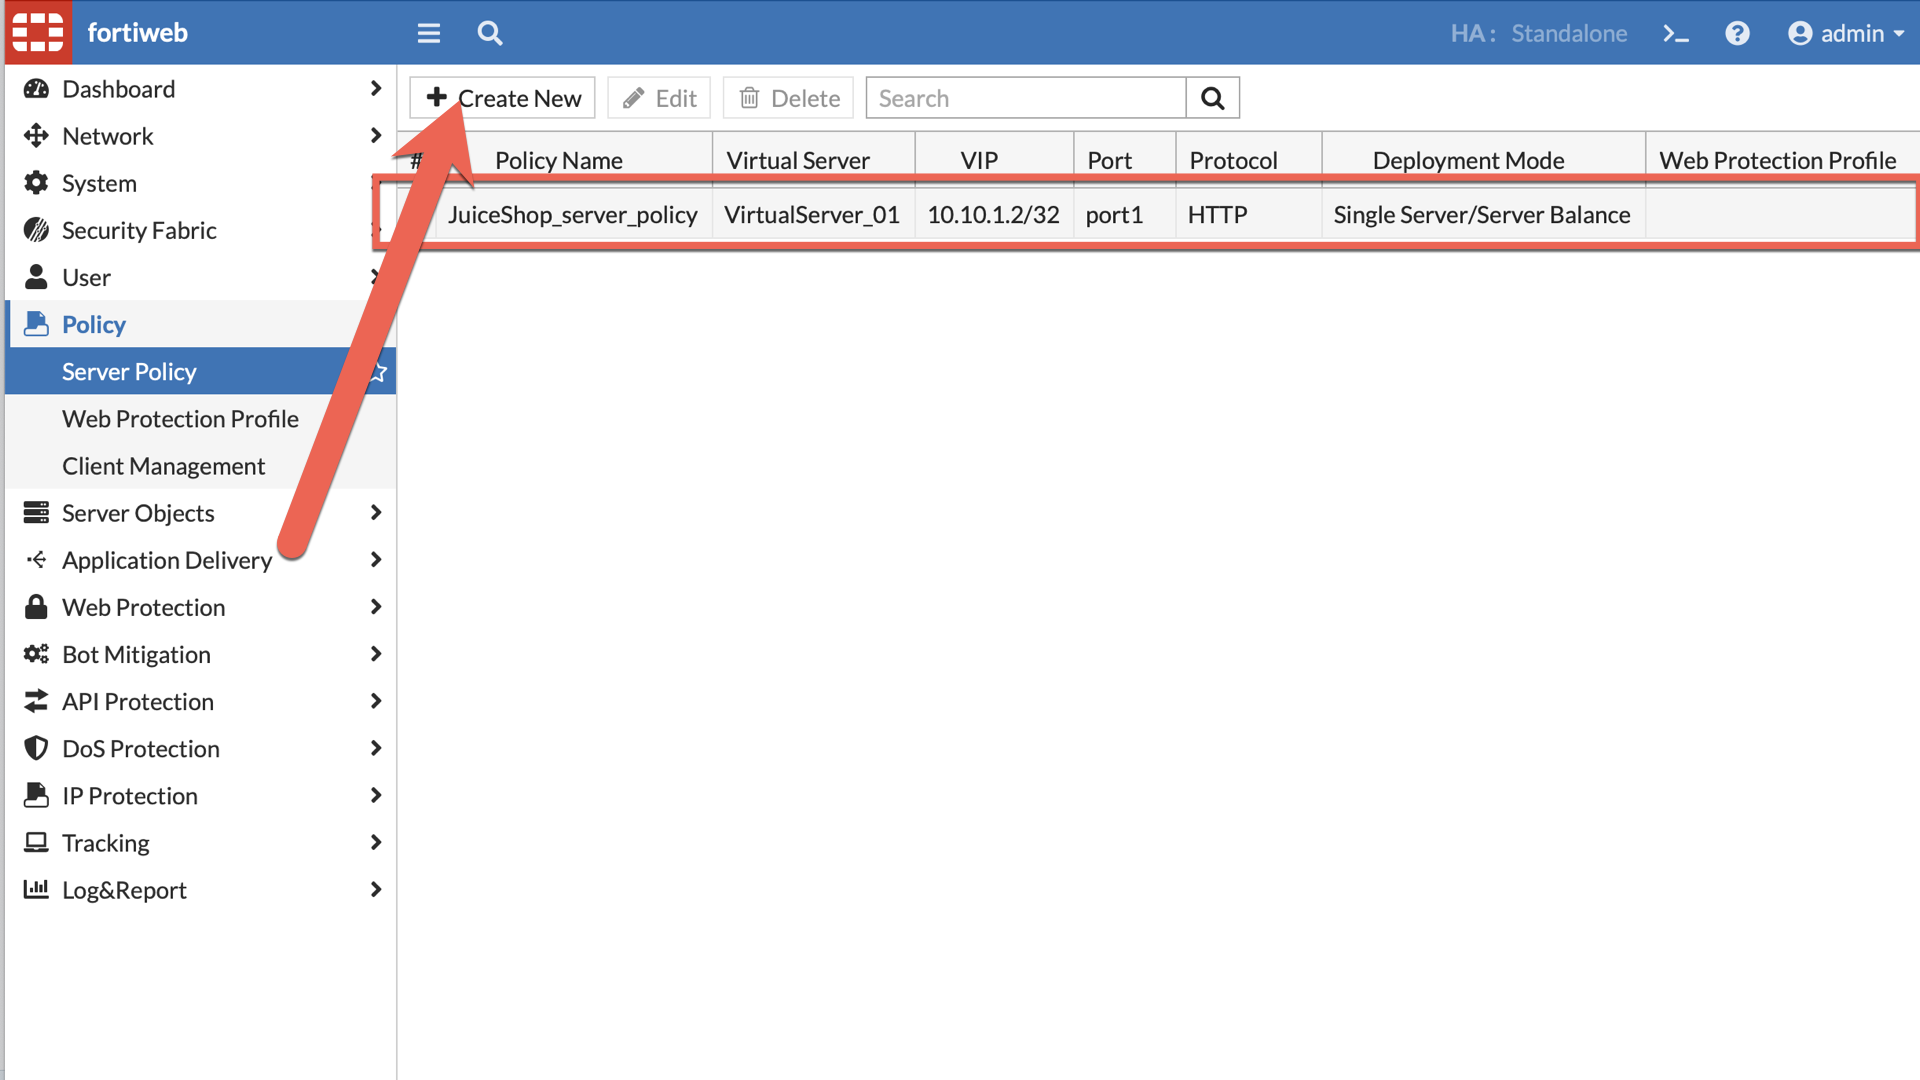 fortiweb
HA: Standalone
admin
Dashboard
Network
System
Security Fabric
User
Policy
Server Policy
Web Protection Profile
Client Management
Server Objects
Application Delivery
Web Protection
Bot Mitigation
API Protection
DoS Protection
IP Protection
Tracking
Log&Report
Create New Edit Delete Search
# Policy Name Virtual Server VIP Port Protocol Deployment Mode Web Protection Profile
JuiceShop_server_policy VirtualServer_01 10.10.1.2/32 port1 HTTP Single Server/Server Balance